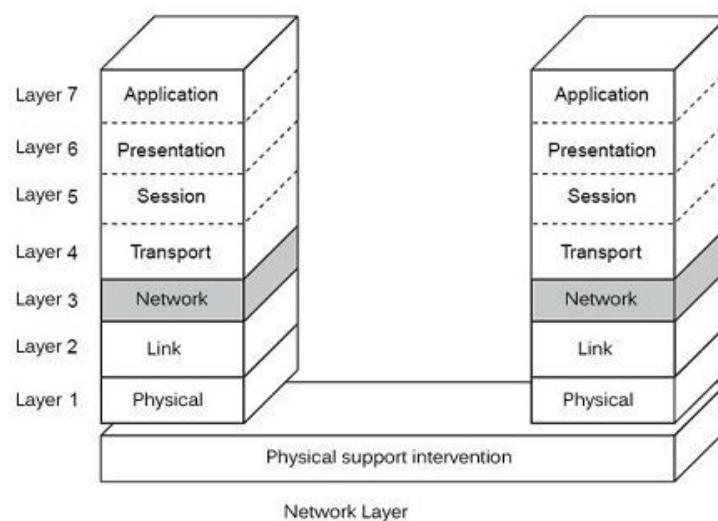 Layer 7 Application Application
Layer 6 Presentation Presentation
Layer 5 Session Session
Layer 4 Transport Transport
Layer 3 Network Network
Layer 2 Link Link
Layer 1 Physical Physical
Physical support intervention
Network Layer